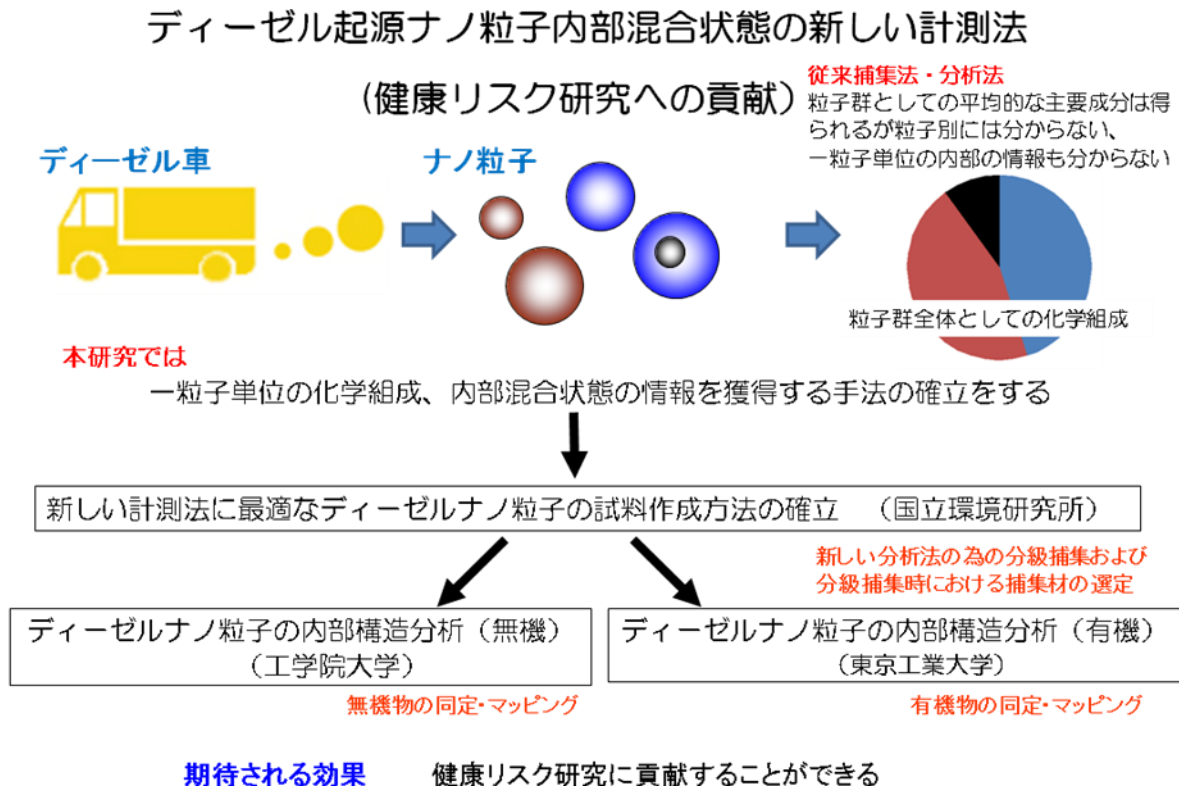 ディーゼル起源ナノ粒子内部混合状態の新しい計測法
(健康リスク研究への貢献)
従来捕集法・分析法
粒子群としての平均的な主要成分は得
られるが粒子別には分からない、
一粒子単位の内部の情報も分からない
ディーゼル車
ナノ粒子
粒子群全体としての化学組成
本研究では
一粒子単位の化学組成、内部混合状態の情報を獲得する手法の確立をする
新しい計測法に最適なディーゼルナノ粒子の試料作成方法の確立 (国立環境研究所)
新しい分析法の為の分級捕集および
分級捕集時における捕集材の選定
ディーゼルナノ粒子の内部構造分析(無機)
(工学院大学)
無機物の同定・マッピング
ディーゼルナノ粒子の内部構造分析(有機)
(東京工業大学)
有機物の同定・マッピング
期待される効果 健康リスク研究に貢献することができる